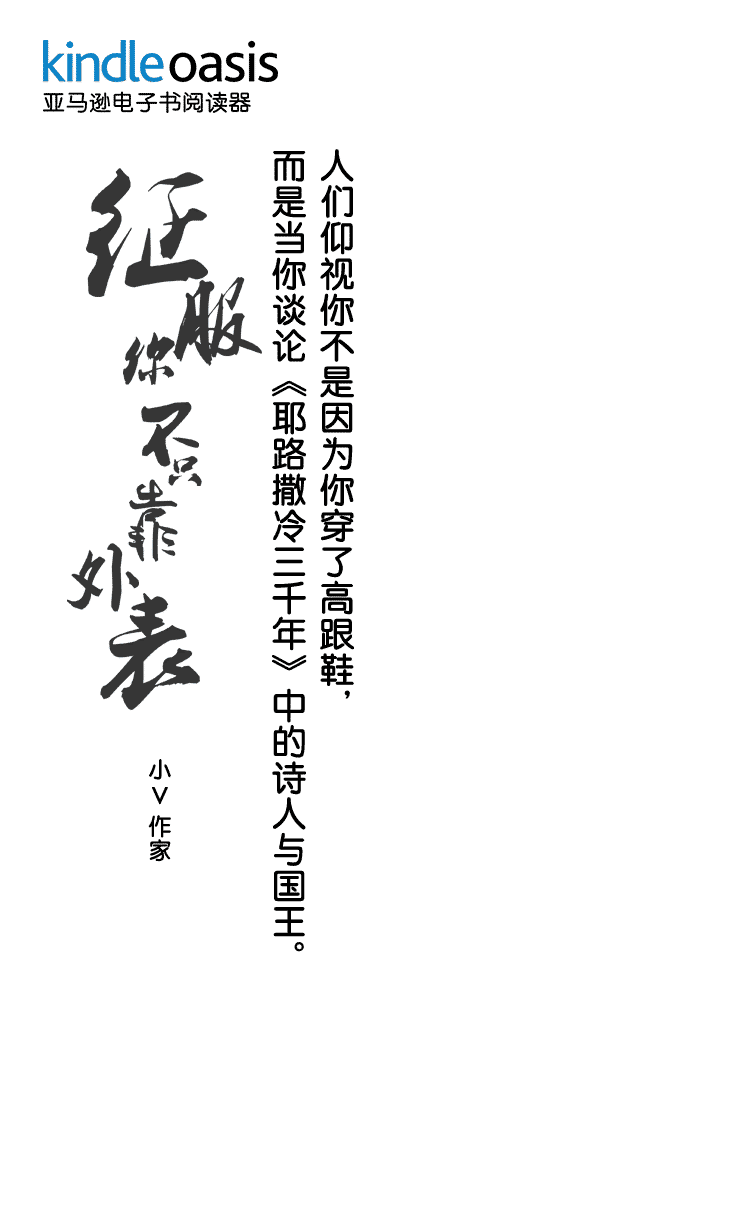 kindle oasis
亚马逊电子书阅读器
人们仰视你不是因为你穿了高跟鞋,
而是当你谈论《耶路撒冷三千年》中的诗人与国王。
征服你不只靠外表
小V 作家